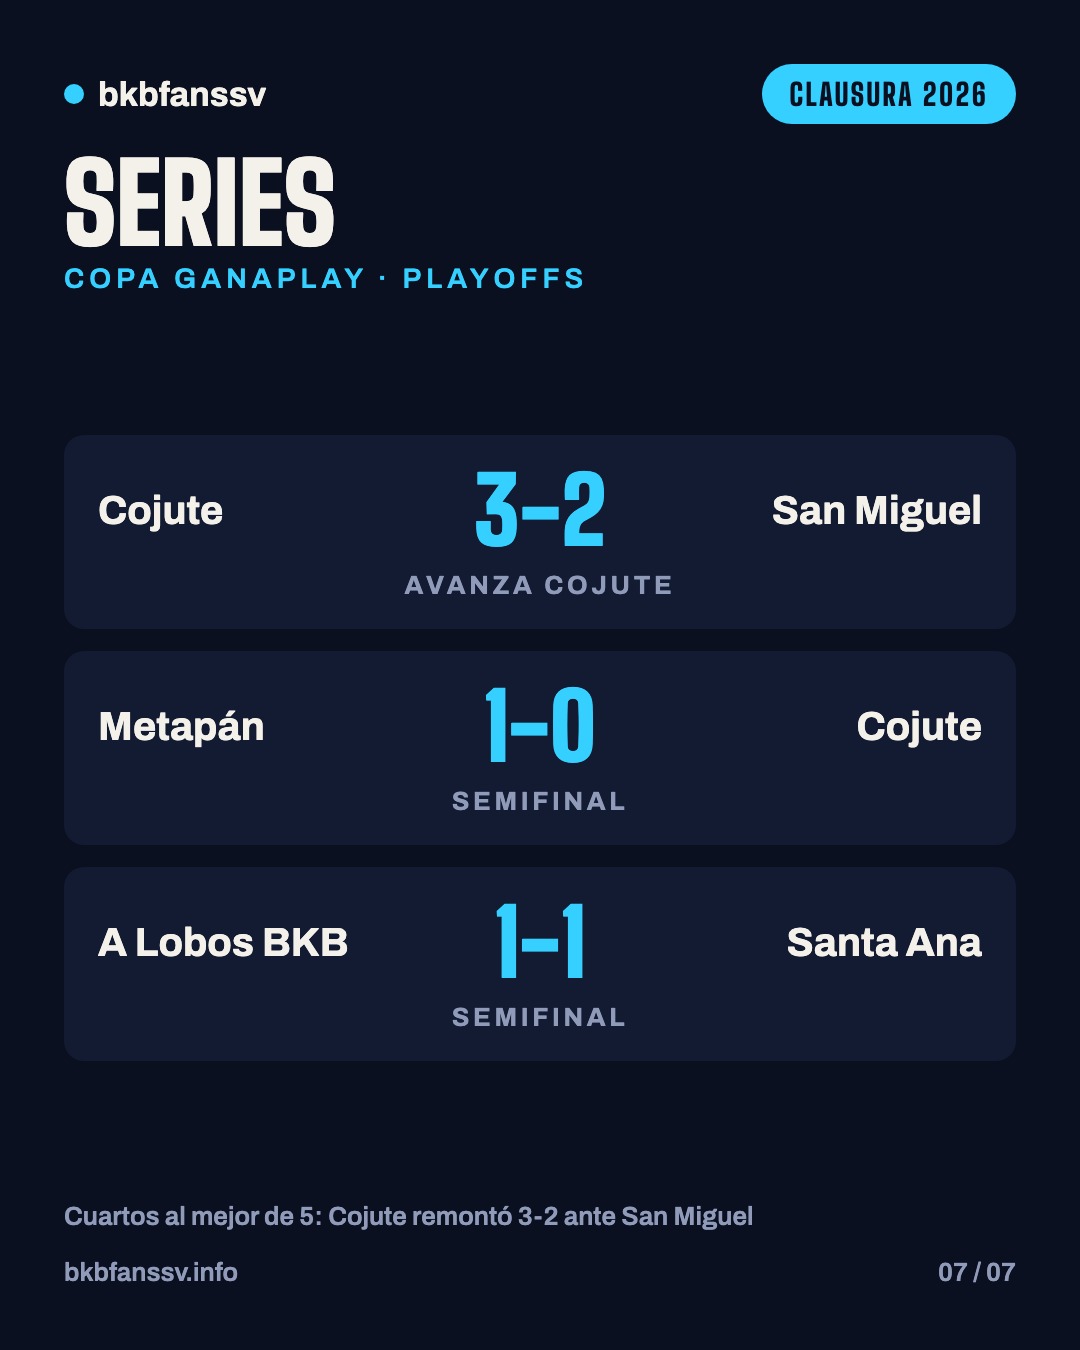 bkbfanssv
CLAUSURA 2026
SERIES
COPA GANAPLAY · PLAYOFFS
Cojute 3–2 San Miguel
AVANZA COJUTE
Metapán 1–0 Cojute
SEMIFINAL
A Lobos BKB 1–1 Santa Ana
SEMIFINAL
Cuartos al mejor de 5: Cojute remontó 3-2 ante San Miguel
bkbfanssv.info
07 / 07